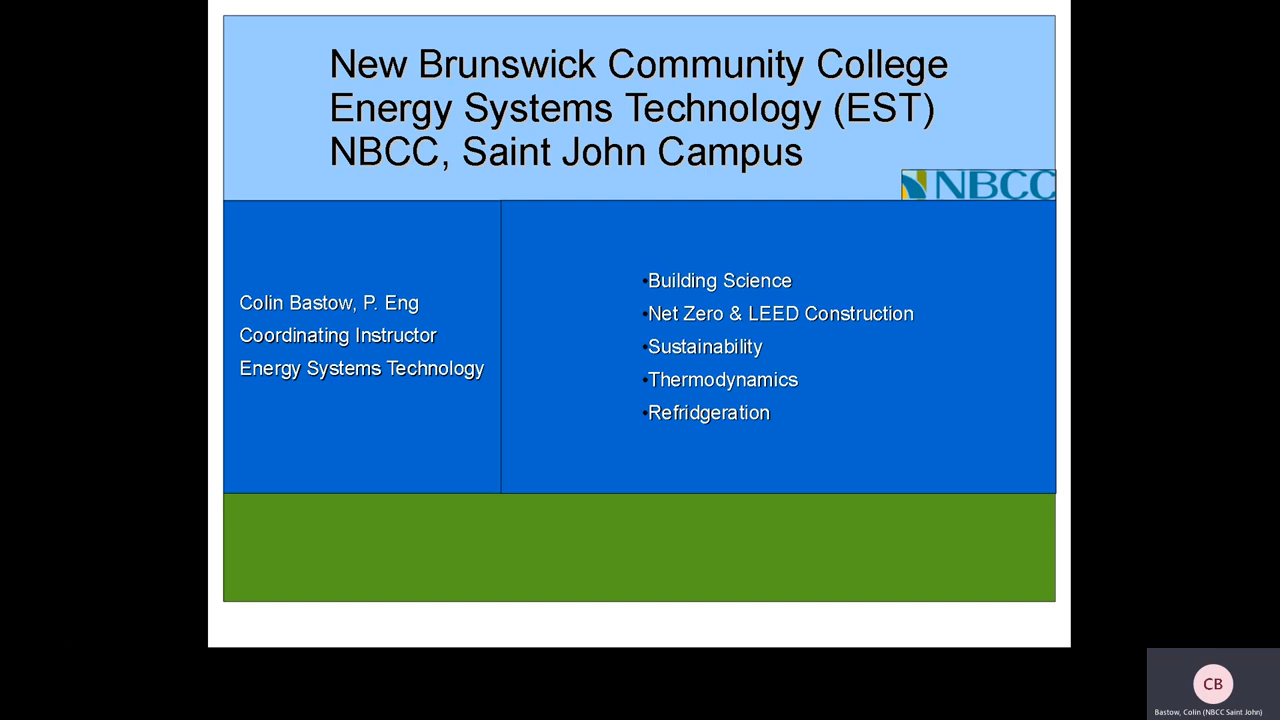 New Brunswick Community College
Energy Systems Technology (EST)
NBCC, Saint John Campus
NBCC
Colin Bastow, P. Eng
Coordinating Instructor
Energy Systems Technology
•Building Science
•Net Zero & LEED Construction
•Sustainability
•Thermodynamics
•Refridgeration
CB
Bastow, Colin (NBCC Saint John)